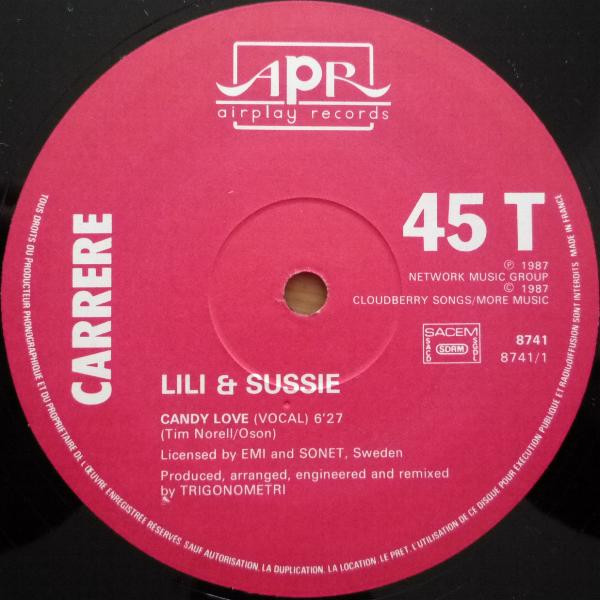 APR
airplay records
CARRERE
45 T
℗ 1987
NETWORK MUSIC GROUP
© 1987
CLOUDBERRY SONGS/MORE MUSIC
SACEM
SACD
SDRM
SGDL
8741
8741/1
LILI & SUSSIE
CANDY LOVE (VOCAL) 6'27
(Tim Norell/Oson)
Licensed by EMI and SONET, Sweden
Produced, arranged, engineered and remixed
by TRIGONOMETRI
TOUS DROITS DU PRODUCTEUR PHONOGRAPHIQUE ET DU PROPRIETAIRE DE L'ŒUVRE ENREGISTREE RESERVES. SAUF AUTORISATION, LA DUPLICATION, LA LOCATION, LE PRET, L'UTILISATION DE CE DISQUE POUR EXECUTION PUBLIQUE ET RADIODIFFUSION SONT INTERDITS MADE IN FRANCE